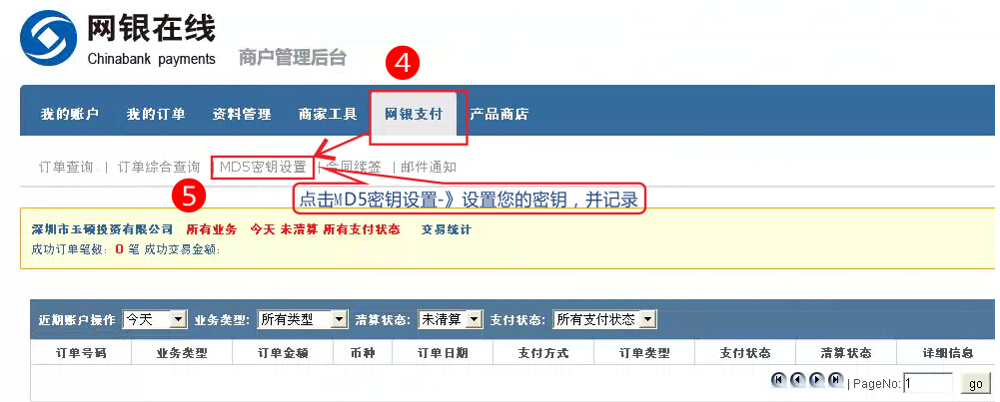 网银在线
Chinabank payments
商户管理后台
4
我的账户 我的订单 资料管理 商家工具 网银支付 产品商店
订单查询 | 订单综合查询 | MD5密钥设置 | 合同续签 | 邮件通知
5
点击MD5密钥设置-》设置您的密钥，并记录
深圳市玉硕投资有限公司 所有业务 今天 未清算 所有支付状态 交易统计
成功订单笔数: 0 笔 成功交易金额:
近期账户操作 今天 业务类型: 所有类型 清算状态: 未清算 支付状态: 所有支付状态
订单号码 业务类型 订单金额 币种 订单日期 支付方式 订单类型 支付状态 清算状态 详细信息
| PageNo: 1 go